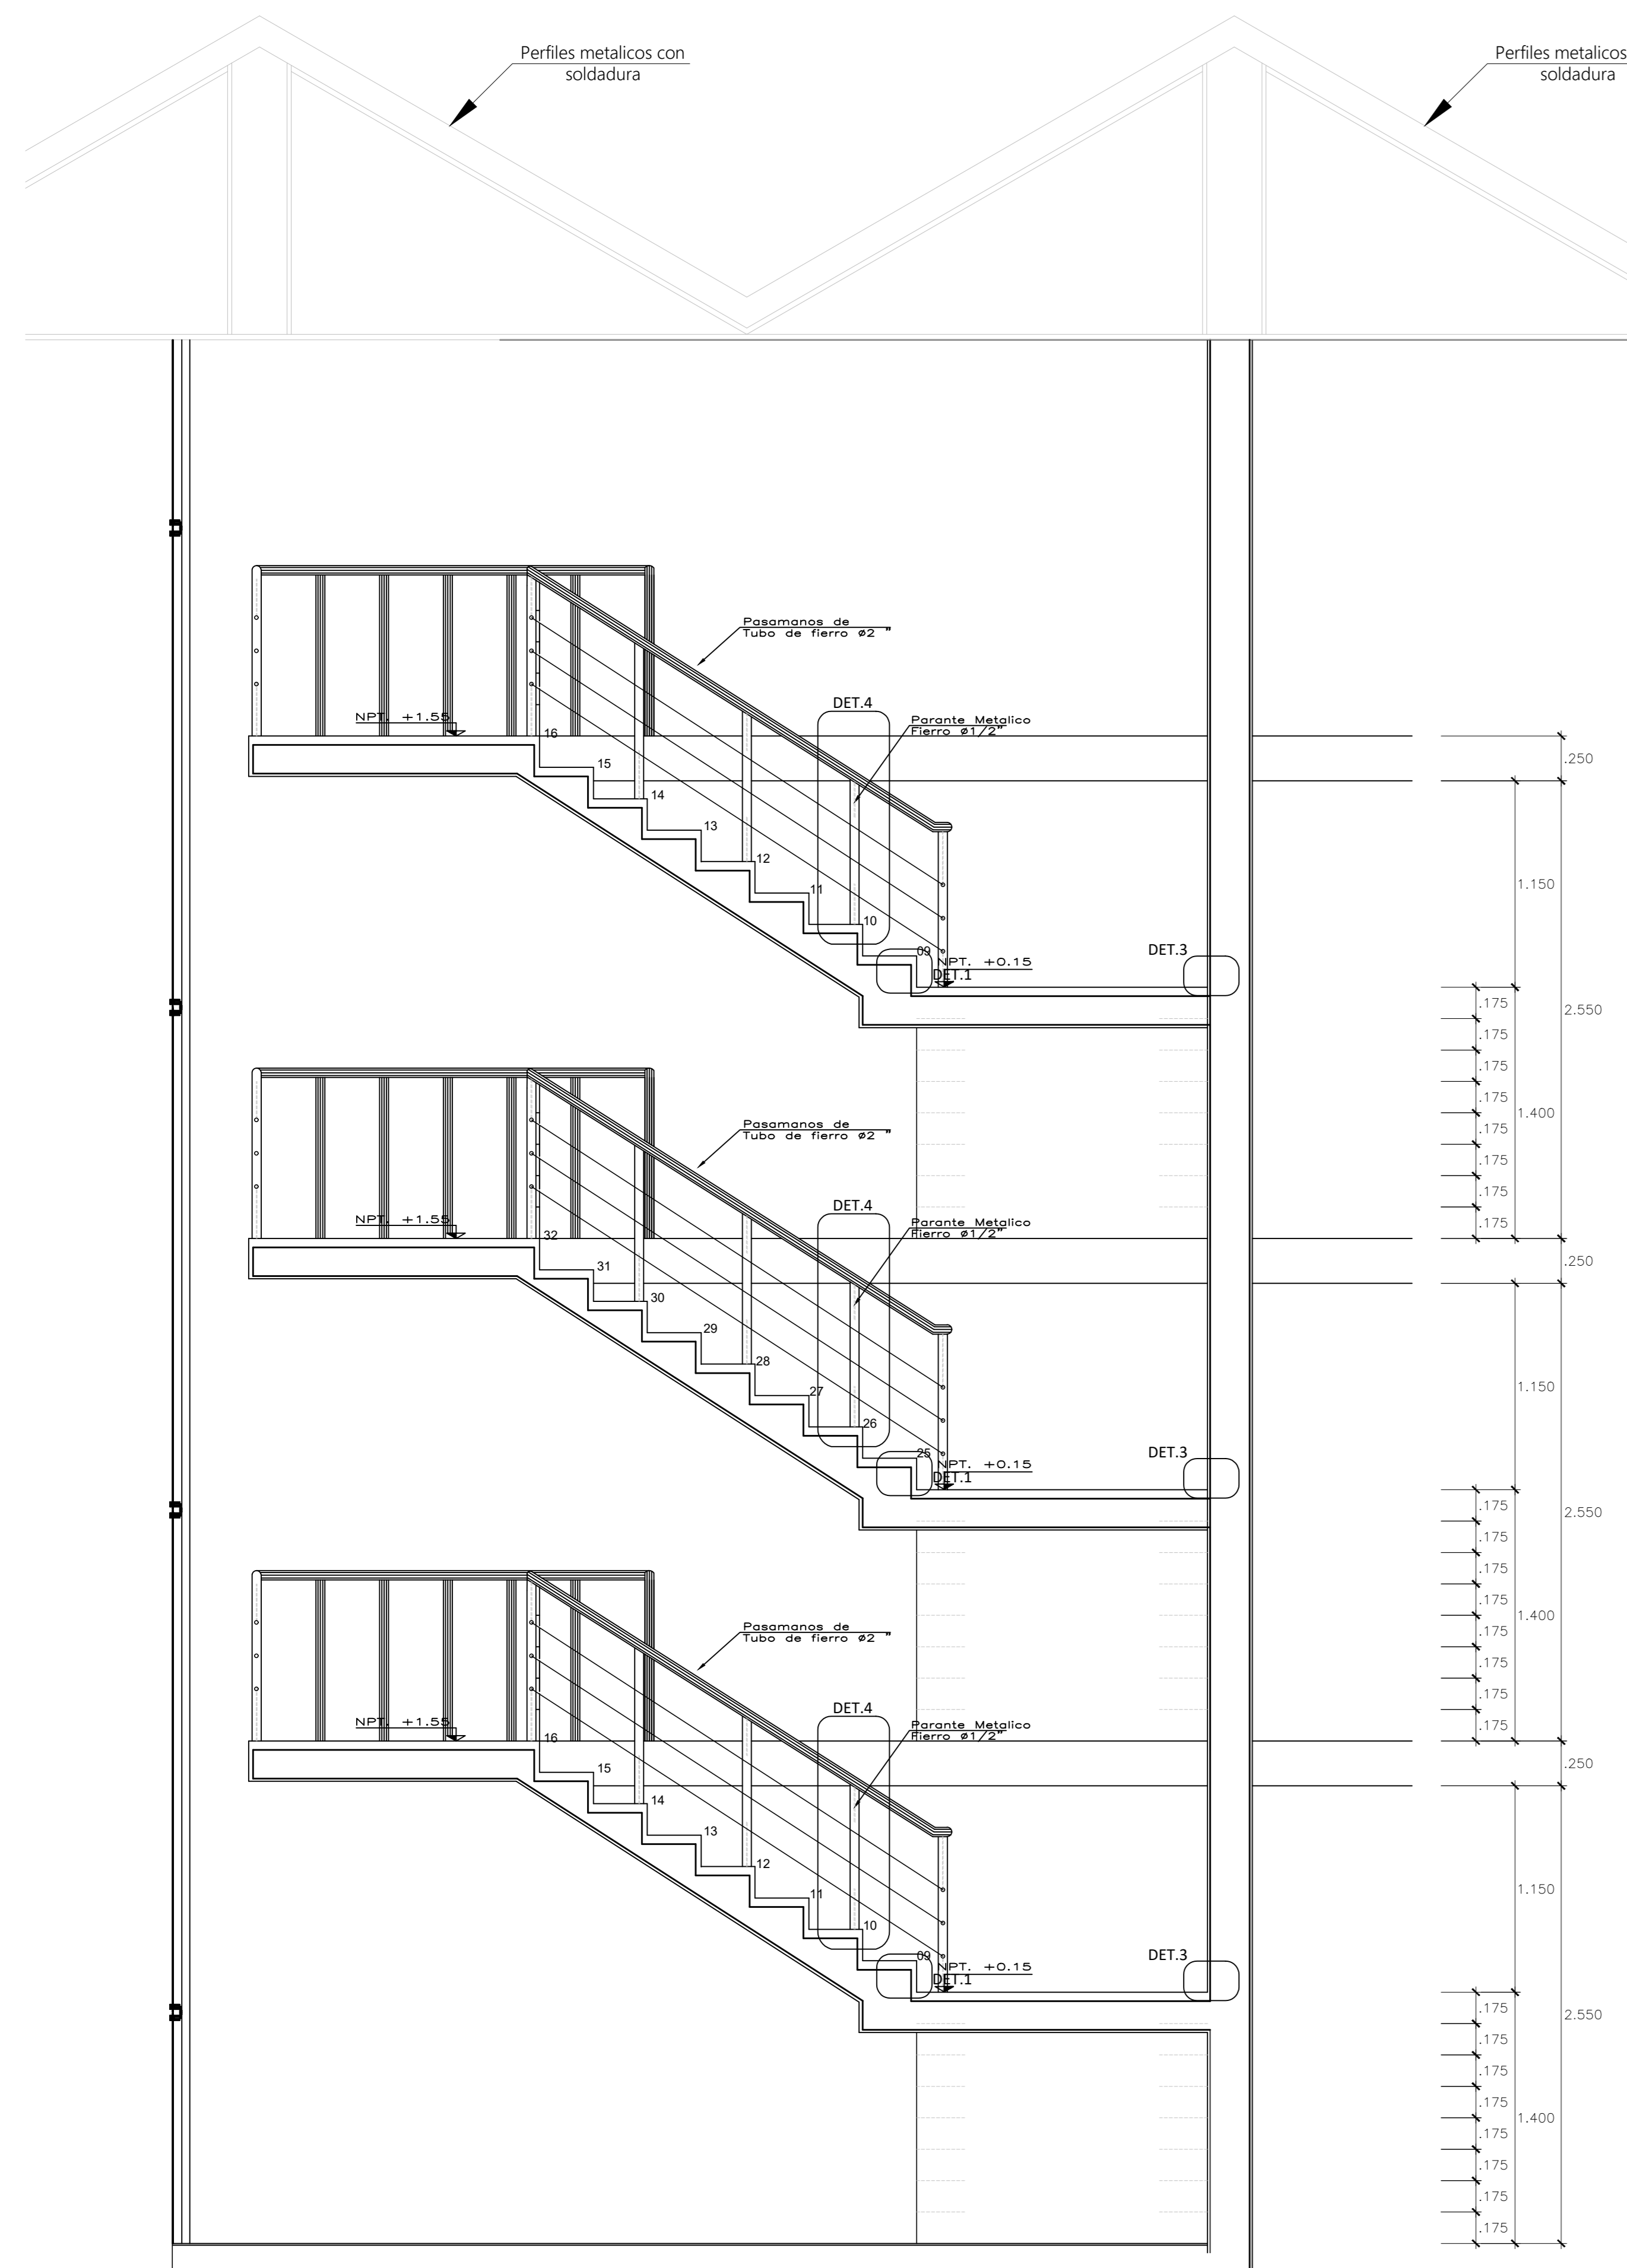 Perfiles metalicos con
soldadura
Perfiles metalicos
soldadura
Pasamanos de
Tubo de fierro ø2 "
DET.4
Parante Metalico
Fierro ø1/2"
NPT. +1.55
16
15
14
13
12
11
10
09
NPT. +0.15
DET.1
DET.3
.250
1.150
2.550
.175
.175
.175
.175
1.400
.175
.175
.175
.175
Pasamanos de
Tubo de fierro ø2 "
DET.4
Parante Metalico
Fierro ø1/2"
NPT. +1.55
32
31
30
29
28
27
26
25
NPT. +0.15
DET.1
DET.3
.250
1.150
2.550
.175
.175
.175
.175
1.400
.175
.175
.175
.175
Pasamanos de
Tubo de fierro ø2 "
DET.4
Parante Metalico
Fierro ø1/2"
NPT. +1.55
16
15
14
13
12
11
10
09
NPT. +0.15
DET.1
DET.3
.250
1.150
2.550
.175
.175
.175
.175
1.400
.175
.175
.175
.175